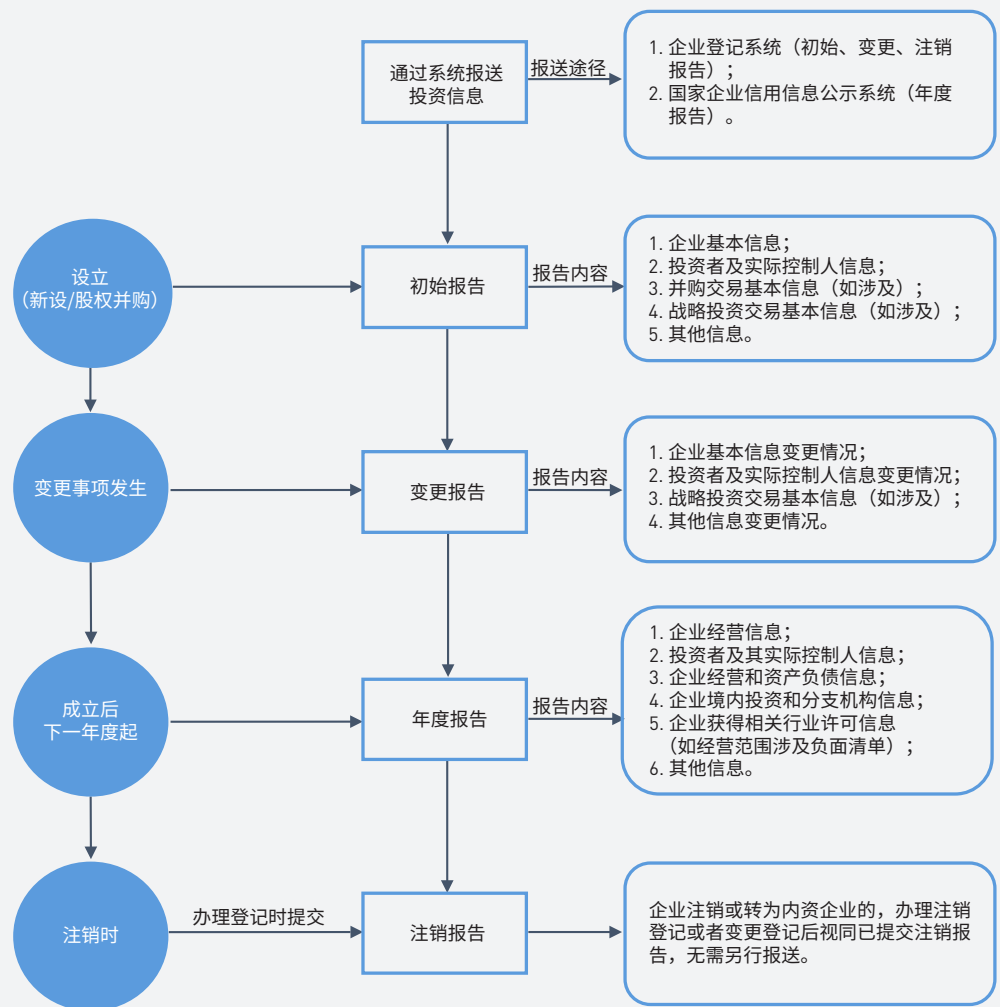 通过系统报送
投资信息
报送途径
1. 企业登记系统（初始、变更、注销
报告）；
2. 国家企业信用信息公示系统（年度
报告）。
设立
（新设/股权并购）
初始报告
报告内容
1. 企业基本信息；
2. 投资者及实际控制人信息；
3. 并购交易基本信息（如涉及）；
4. 战略投资交易基本信息（如涉及）；
5. 其他信息。
变更事项发生
变更报告
报告内容
1. 企业基本信息变更情况；
2. 投资者及实际控制人信息变更情况；
3. 战略投资交易基本信息（如涉及）；
4. 其他信息变更情况。
成立后
下一年度起
年度报告
报告内容
1. 企业经营信息；
2. 投资者及其实际控制人信息；
3. 企业经营和资产负债信息；
4. 企业境内投资和分支机构信息；
5. 企业获得相关行业许可信息
（如经营范围涉及负面清单）；
6. 其他信息。
注销时
办理登记时提交
注销报告
企业注销或转为内资企业的，办理注销
登记或者变更登记后视同已提交注销报
告，无需另行报送。